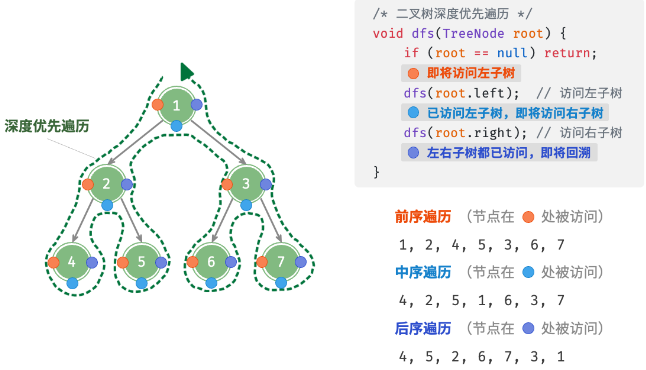 深度优先遍历
1
2
3
4
5
6
7
/* 二叉树深度优先遍历 */
void dfs(TreeNode root) {
if (root == null) return;
即将访问左子树
dfs(root.left); // 访问左子树
已访问左子树，即将访问右子树
dfs(root.right); // 访问右子树
左右子树都已访问，即将回溯
}
前序遍历 （节点在 处被访问）
1, 2, 4, 5, 3, 6, 7
中序遍历 （节点在 处被访问）
4, 2, 5, 1, 6, 3, 7
后序遍历 （节点在 处被访问）
4, 5, 2, 6, 7, 3, 1